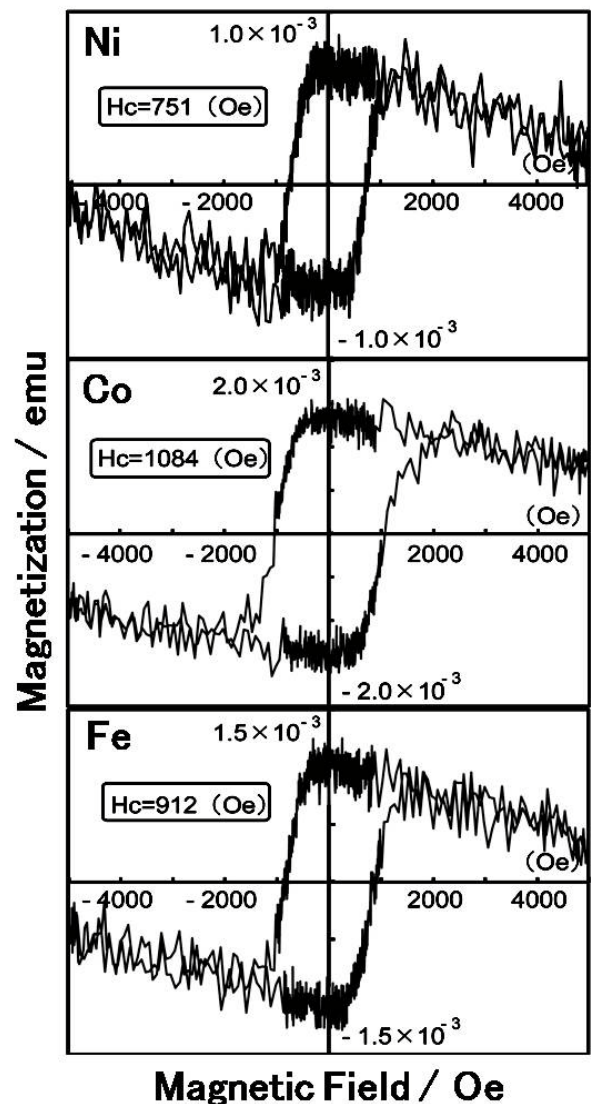 Magnetization / emu
Ni
1.0×10⁻³
Hc=751 (Oe)
(Oe)
-4000 -2000 2000 4000
-1.0×10⁻³
Co
2.0×10⁻³
Hc=1084 (Oe)
(Oe)
-4000 -2000 2000 4000
-2.0×10⁻³
Fe
1.5×10⁻³
Hc=912 (Oe)
(Oe)
-4000 -2000 2000 4000
-1.5×10⁻³
Magnetic Field / Oe